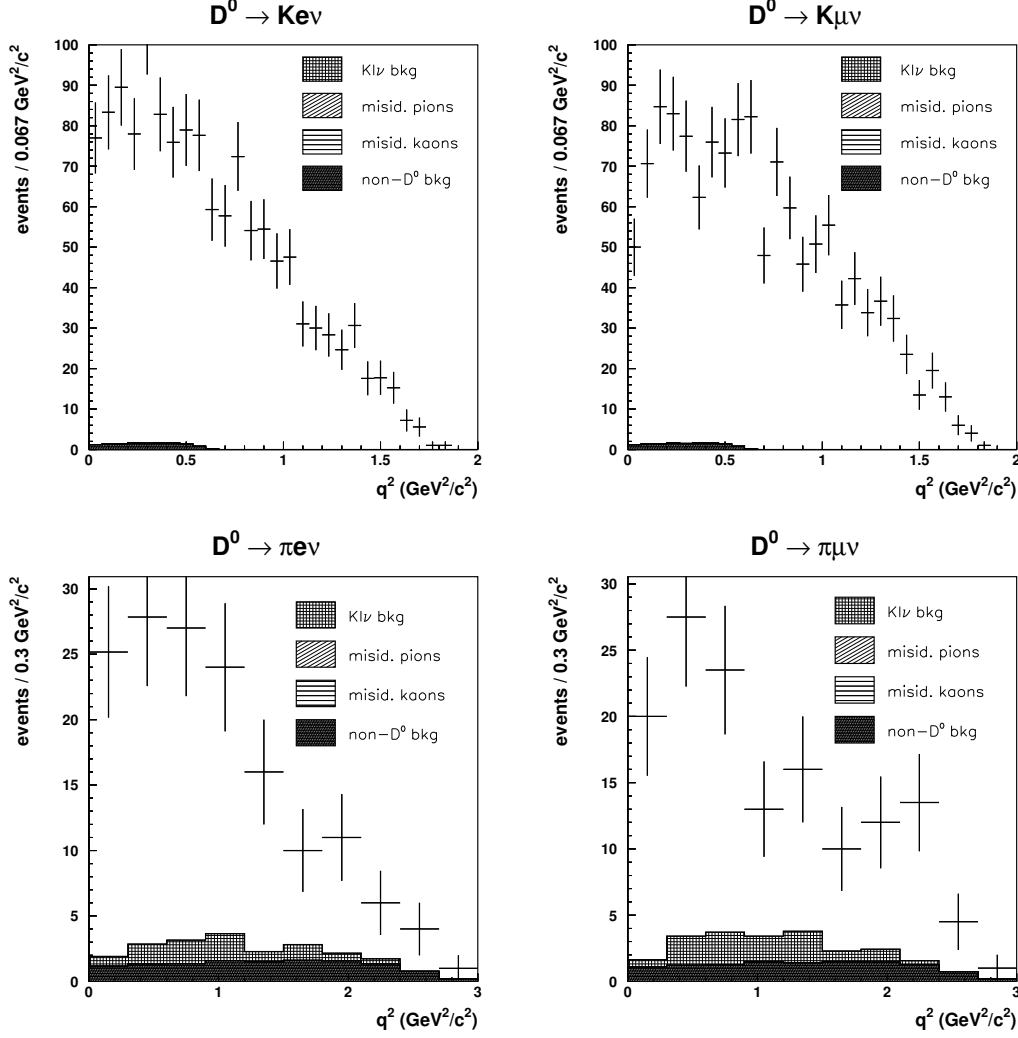 D⁰ → Keν
events / 0.067 GeV²/c²
100
90
80
70
60
50
40
30
20
10
0
Klν bkg
misid. pions
misid. kaons
non–D⁰ bkg
0 0.5 1 1.5 2
q² (GeV²/c²)
D⁰ → Kμν
events / 0.067 GeV²/c²
100
90
80
70
60
50
40
30
20
10
0
Klν bkg
misid. pions
misid. kaons
non–D⁰ bkg
0 0.5 1 1.5 2
q² (GeV²/c²)
D⁰ → πeν
events / 0.3 GeV²/c²
30
25
20
15
10
5
0
Klν bkg
misid. pions
misid. kaons
non–D⁰ bkg
0 1 2 3
q² (GeV²/c²)
D⁰ → πμν
events / 0.3 GeV²/c²
30
25
20
15
10
5
0
Klν bkg
misid. pions
misid. kaons
non–D⁰ bkg
0 1 2 3
q² (GeV²/c²)